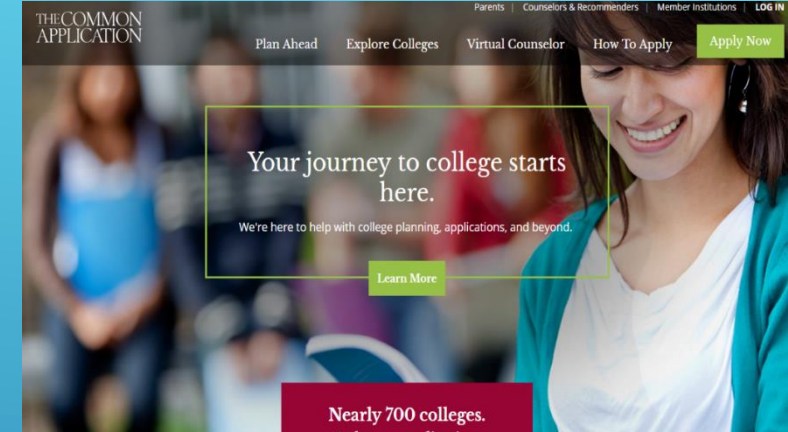 Parents | Counselors & Recommenders | Member Institutions | LOG IN
THE COMMON
APPLICATION
Plan Ahead Explore Colleges Virtual Counselor How To Apply Apply Now
Your journey to college starts
here.
We're here to help with college planning, applications, and beyond.
Learn More
Nearly 700 colleges.